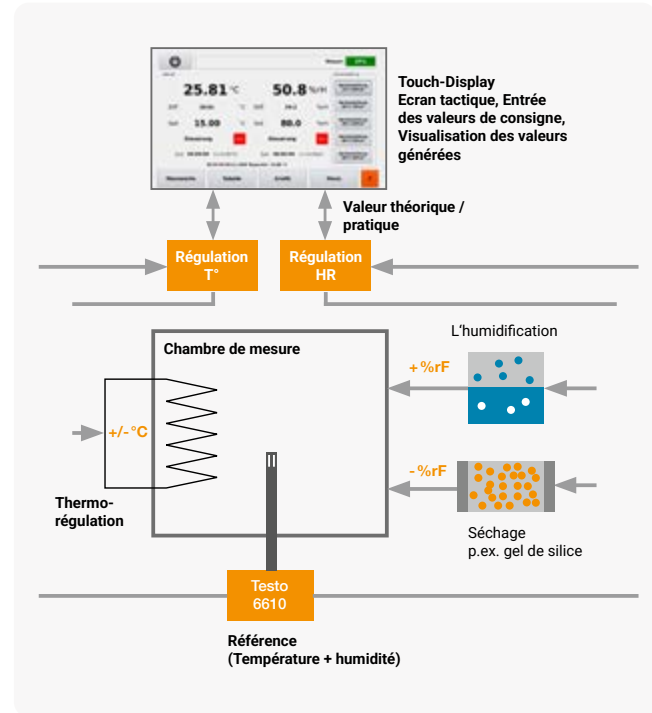 25.81 °C
50.8 %rH
15.00
80.0
Touch-Display
Ecran tactique, Entrée
des valeurs de consigne,
Visualisation des valeurs
générées
Valeur théorique /
pratique
Régulation
T°
Régulation
HR
Chambre de mesure
L‘humidification
+%rF
+/-°C
-%rF
Thermo-
régulation
Séchage
p.ex. gel de silice
Testo
6610
Référence
(Température + humidité)